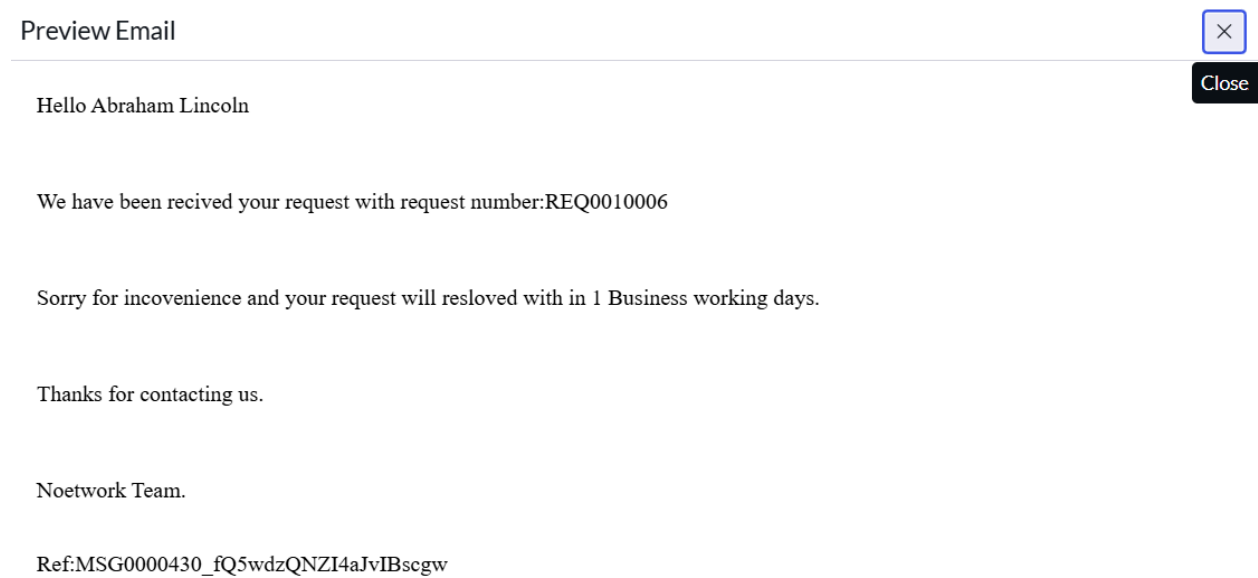 Preview Email
Close
Hello Abraham Lincoln
We have been recived your request with request number:REQ0010006
Sorry for incovenience and your request will resloved with in 1 Business working days.
Thanks for contacting us.
Noetwork Team.
Ref:MSG0000430_fQ5wdzQNZI4aJvIBscgw